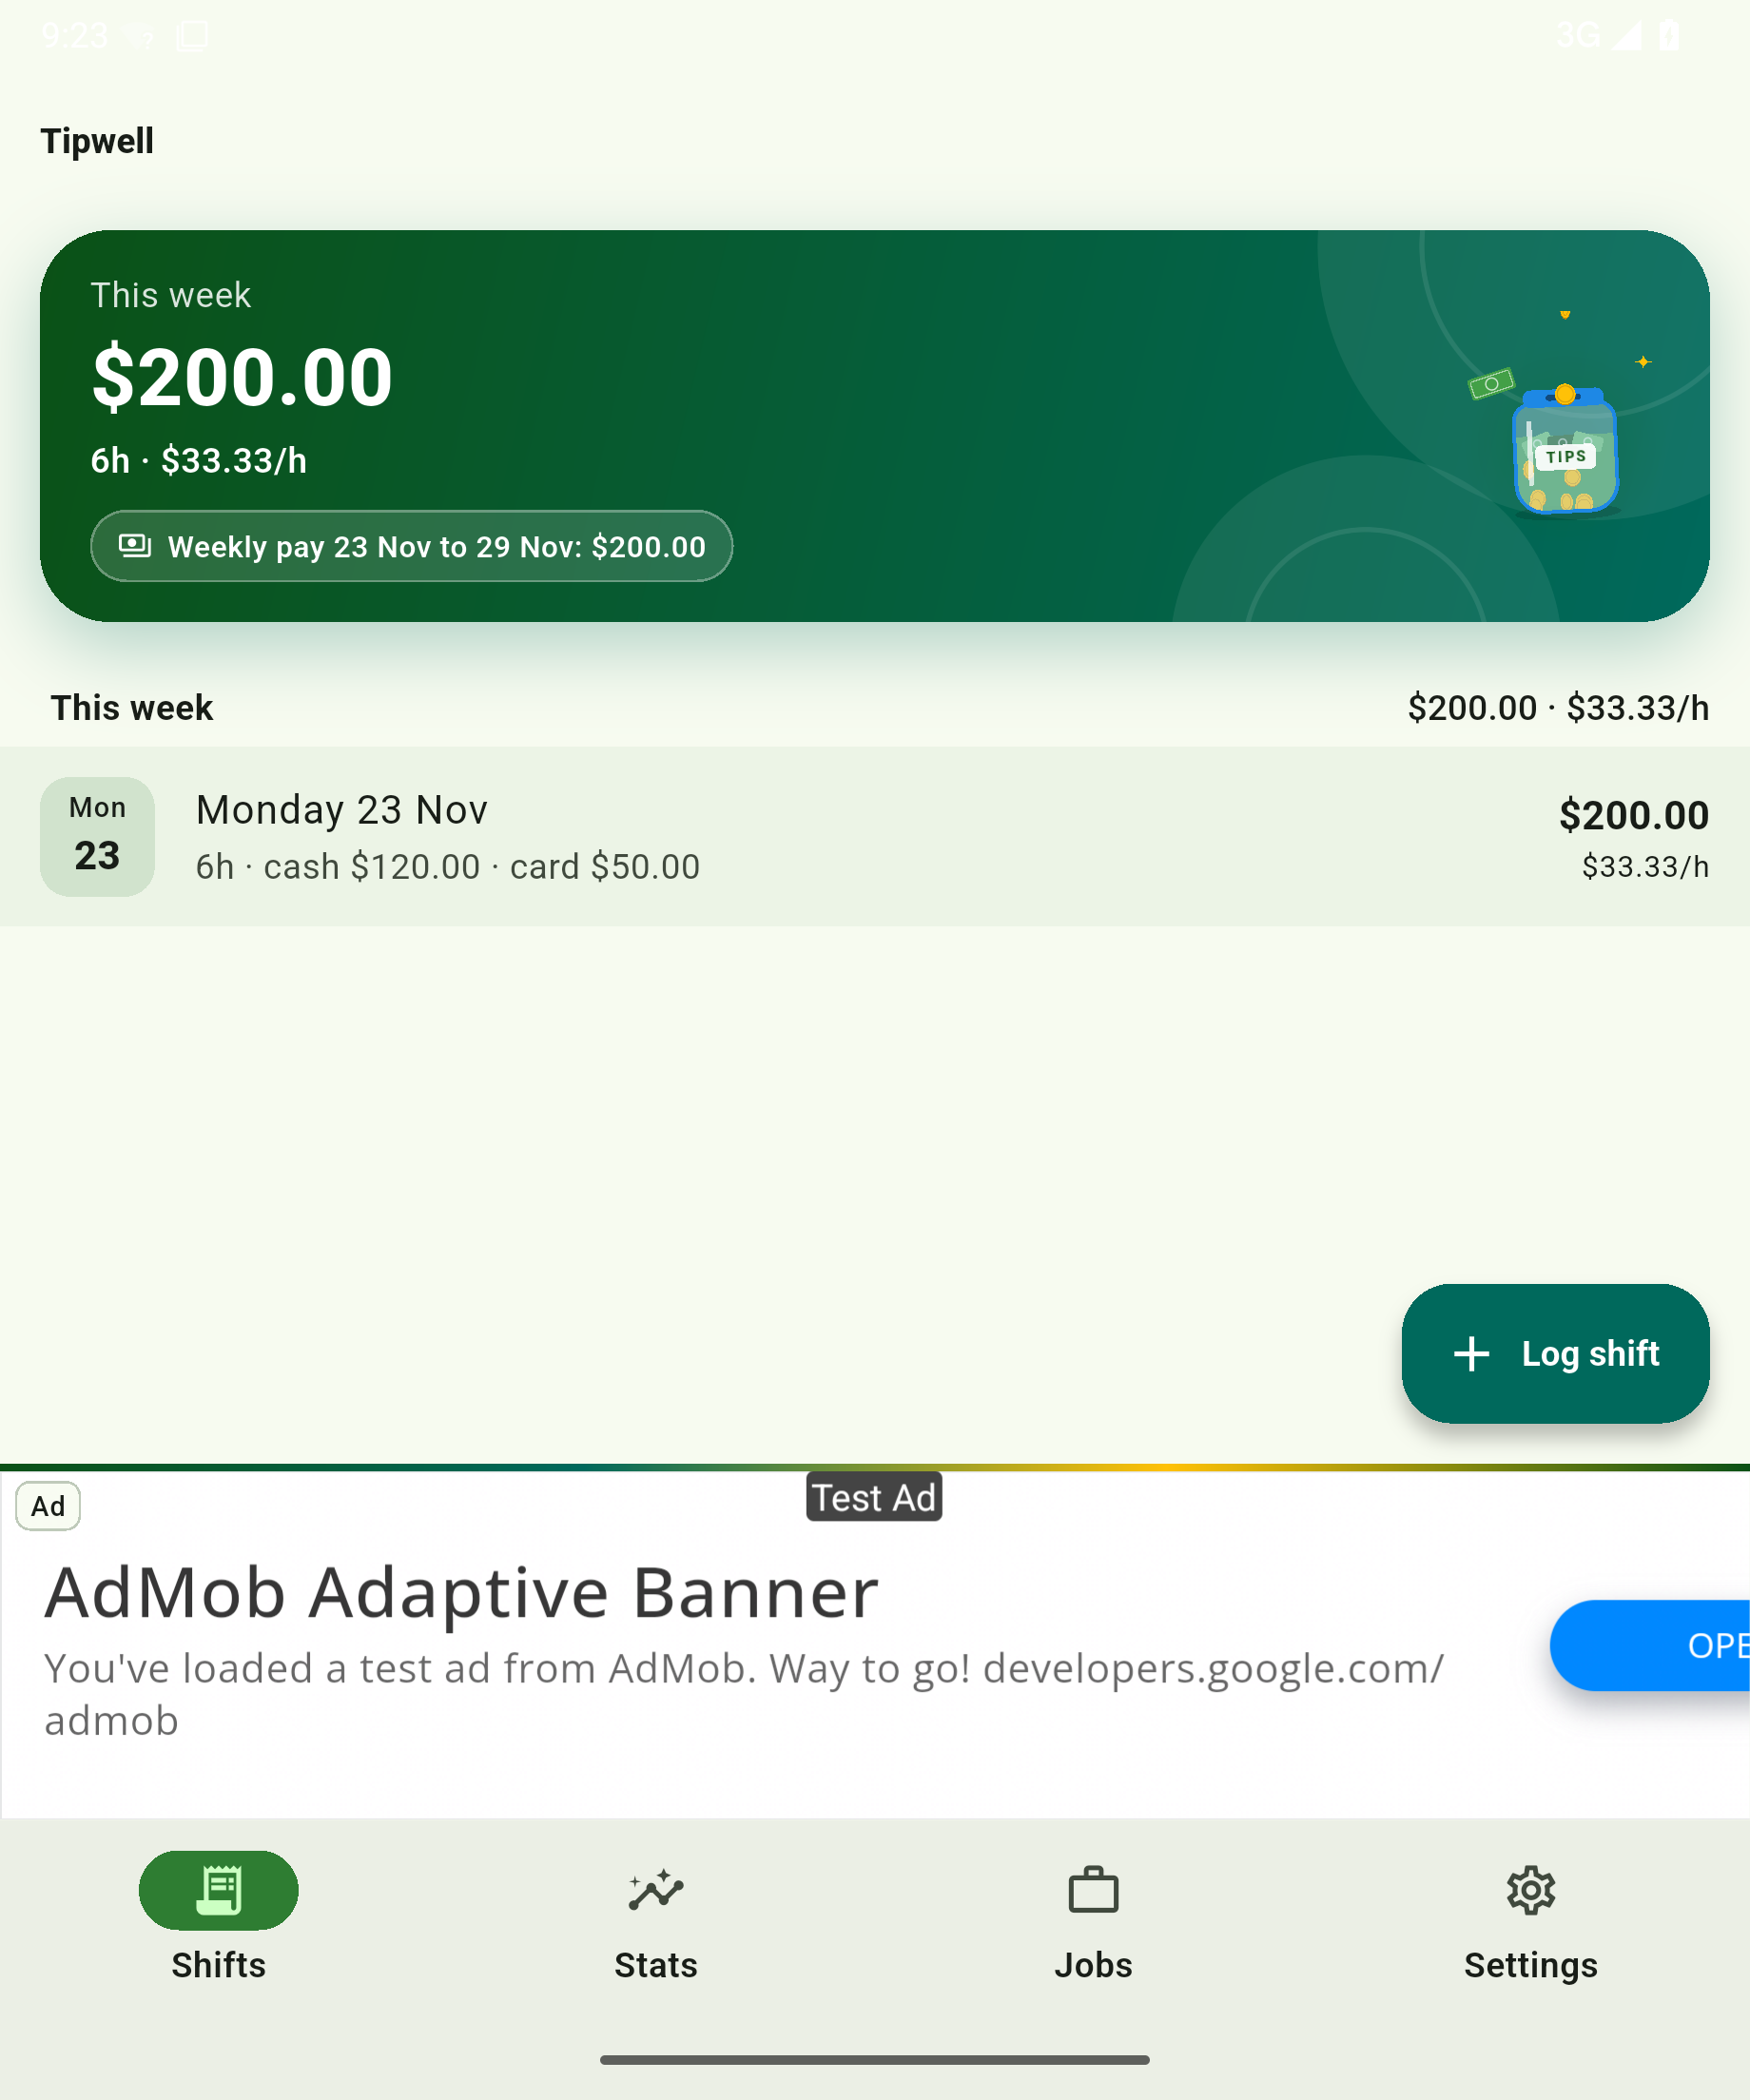 9:23
3G
Tipwell
This week
$200.00
6h · $33.33/h
TIPS
Weekly pay 23 Nov to 29 Nov: $200.00
This week
$200.00 · $33.33/h
Mon
23
Monday 23 Nov
6h · cash $120.00 · card $50.00
$200.00
$33.33/h
Log shift
Ad
Test Ad
AdMob Adaptive Banner
You've loaded a test ad from AdMob. Way to go! developers.google.com/
admob
OPE
Shifts
Stats
Jobs
Settings